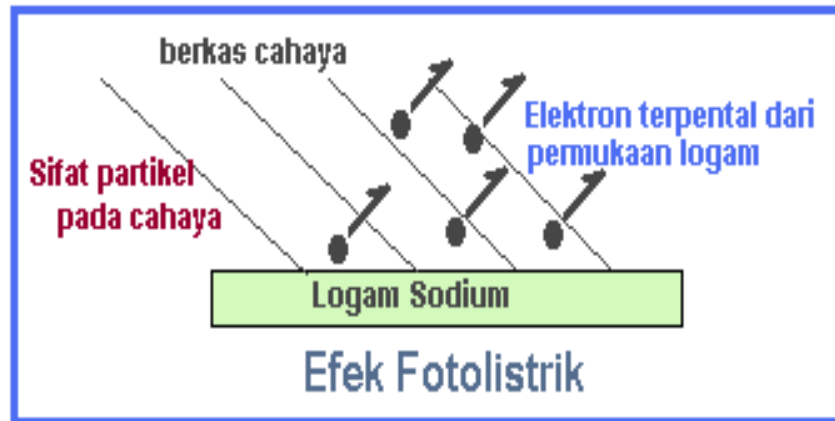 berkas cahaya
Elektron terpental dari
permukaan logam
Sifat partikel
pada cahaya
Logam Sodium
Efek Fotolistrik